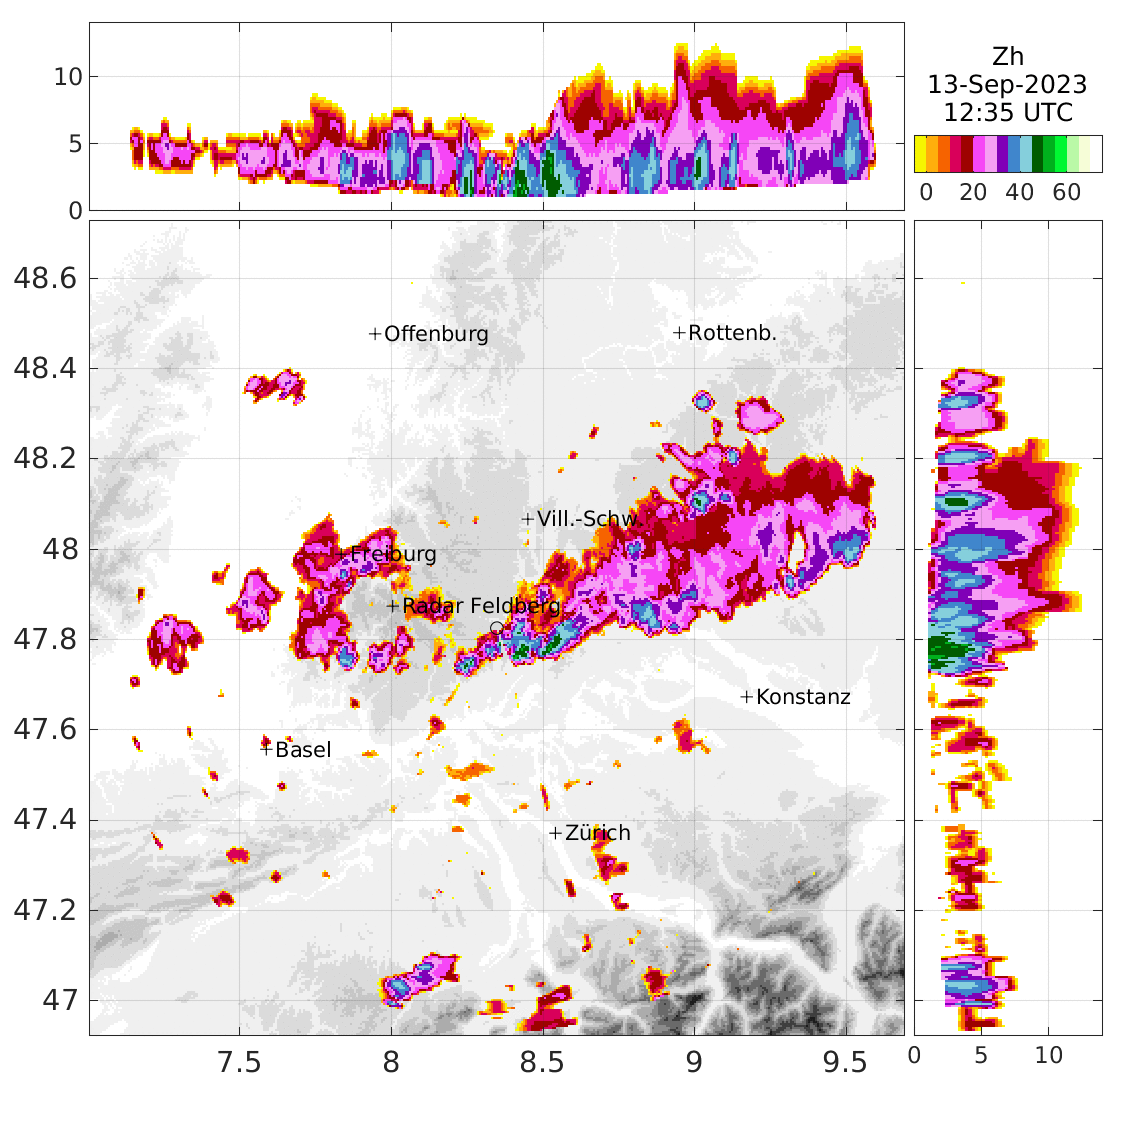 10
5
0
Zh
13-Sep-2023
12:35 UTC
0 20 40 60
48.6
48.4
48.2
48
47.8
47.6
47.4
47.2
47
Offenburg
Rottenb.
Vill.-Schw.
Freiburg
Radar Feldberg
Konstanz
Basel
Zürich
7.5 8 8.5 9 9.5
0 5 10